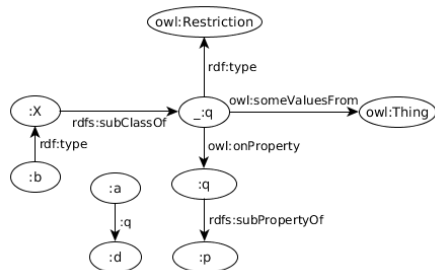 owl:Restriction
rdf:type
:X
rdfs:subClassOf
_:q
owl:someValuesFrom
owl:Thing
rdf:type
owl:onProperty
:b
:a
:q
:q
rdfs:subPropertyOf
:d
:p